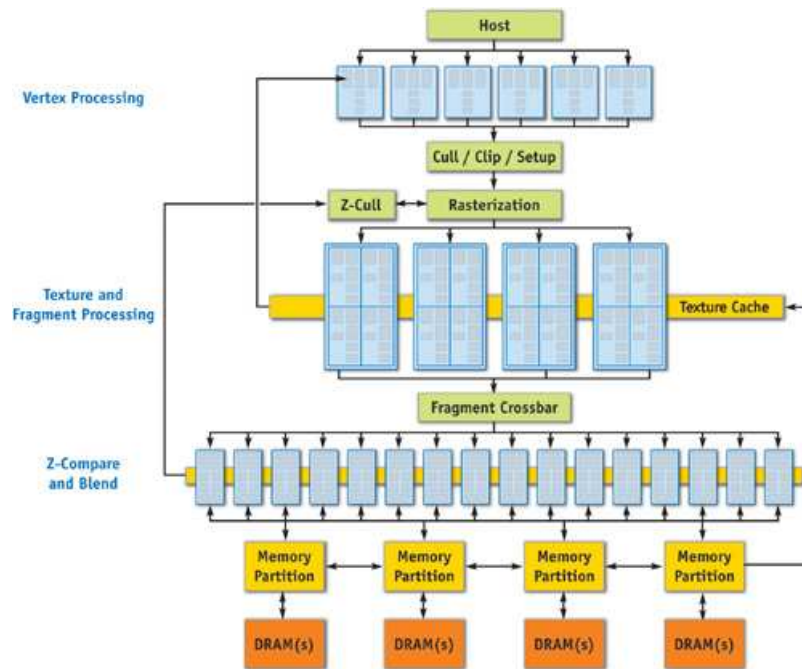 Host
Vertex Processing
Cull / Clip / Setup
Z-Cull
Rasterization
Texture and
Fragment Processing
Texture Cache
Fragment Crossbar
Z-Compare
and Blend
Memory
Partition
Memory
Partition
Memory
Partition
Memory
Partition
DRAM(s)
DRAM(s)
DRAM(s)
DRAM(s)